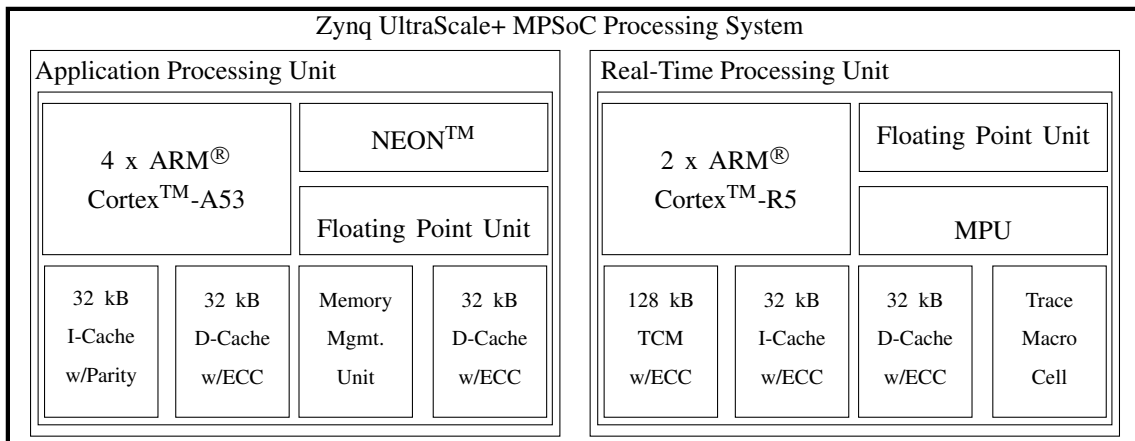 Zynq UltraScale+ MPSoC Processing System
Application Processing Unit
4 x ARM®
Cortex™-A53
NEON™
Floating Point Unit
32 kB
I-Cache
w/Parity
32 kB
D-Cache
w/ECC
Memory
Mgmt.
Unit
32 kB
D-Cache
w/ECC
Real-Time Processing Unit
2 x ARM®
Cortex™-R5
Floating Point Unit
MPU
128 kB
TCM
w/ECC
32 kB
I-Cache
w/ECC
32 kB
D-Cache
w/ECC
Trace
Macro
Cell